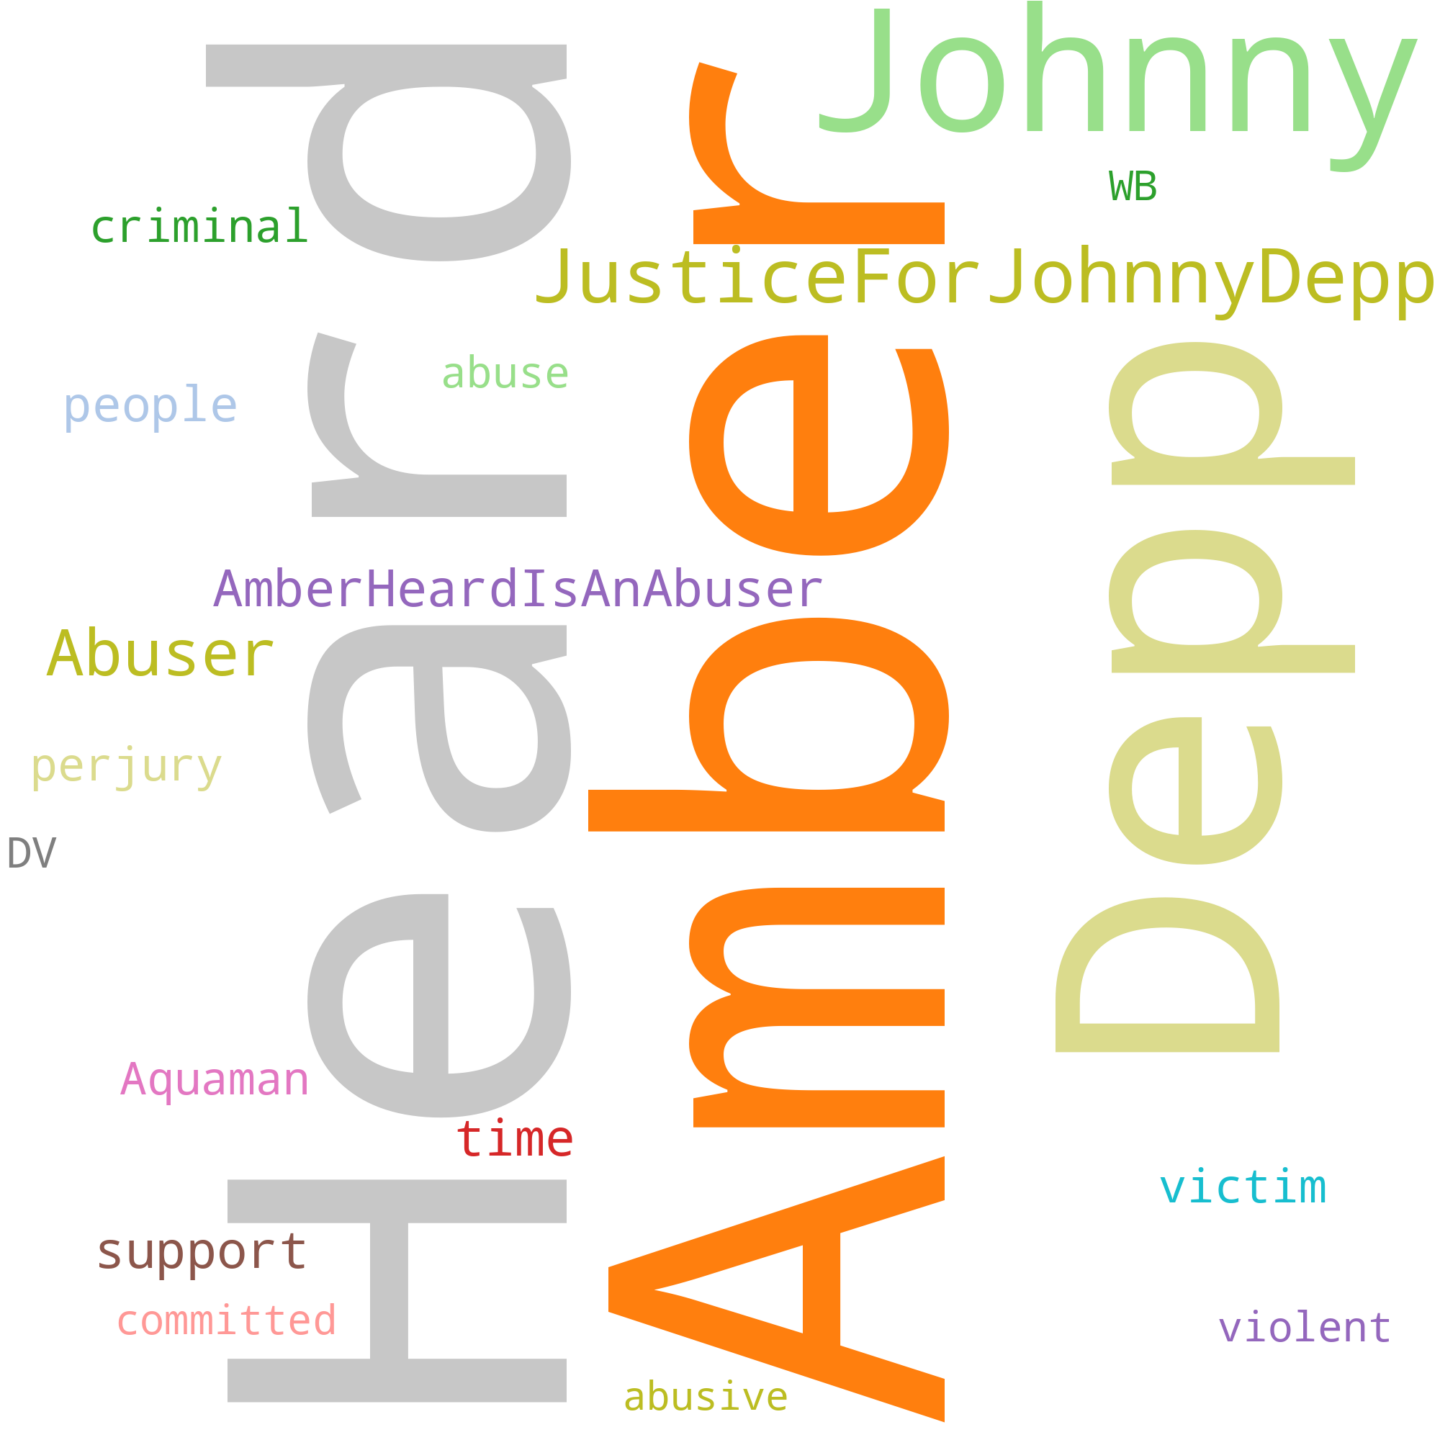 Johnny
WB
criminal
JusticeForJohnnyDepp
abuse
people
AmberHeardIsAnAbuser
Abuser
perjury
DV
Heard
Amber
Depp
Aquaman
time
victim
support
committed
violent
abusive